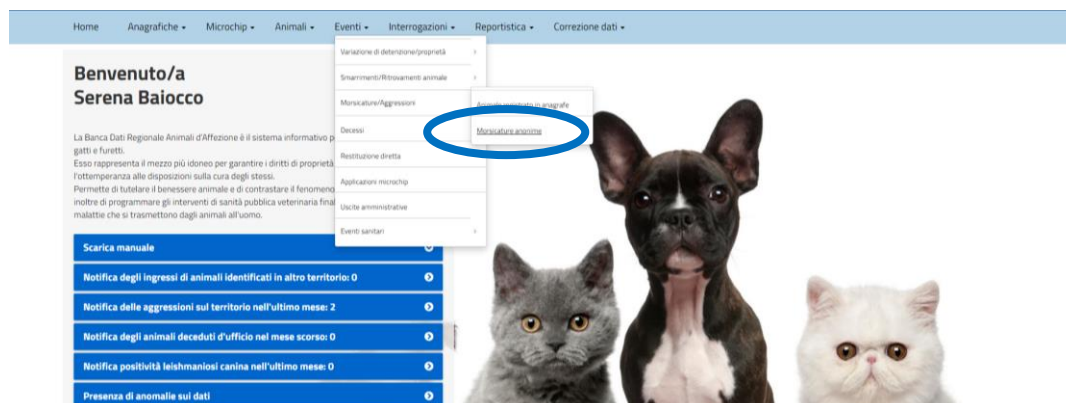 Home Anagrafiche Microchip Animali Eventi Interrogazioni Reportistica Correzione dati
Variazione di detenzione/proprietà
Smarrimenti/Ritrovamenti animale
Morsicature/Aggressioni
Animale registrato in anagrafe
Decessi
Morsicature anonime
Restituzione diretta
Applicazioni microchip
Uscite amministrative
Eventi sanitari
Benvenuto/a
Serena Baiocco
La Banca Dati Regionale Animali d'Affezione è il sistema informativo p
gatti e furetti.
Esso rappresenta il mezzo più idoneo per garantire i diritti di proprietà
l'ottemperanza alle disposizioni sulla cura degli stessi.
Permette di tutelare il benessere animale e di contrastare il fenomeno
inoltre di programmare gli interventi di sanità pubblica veterinaria final
malattie che si trasmettono dagli animali all'uomo.
Scarica manuale
Notifica degli ingressi di animali identificati in altro territorio: 0
Notifica delle aggressioni sul territorio nell'ultimo mese: 2
Notifica degli animali deceduti d'ufficio nel mese scorso: 0
Notifica positività leishmaniosi canina nell'ultimo mese: 0
Presenza di anomalie sui dati